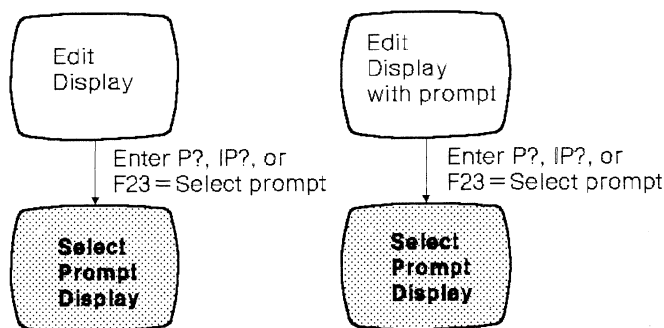 Edit
Display
Enter P?, IP?, or
F23=Select prompt
Select
Prompt
Display
Edit
Display
with prompt
Enter P?, IP?, or
F23=Select prompt
Select
Prompt
Display